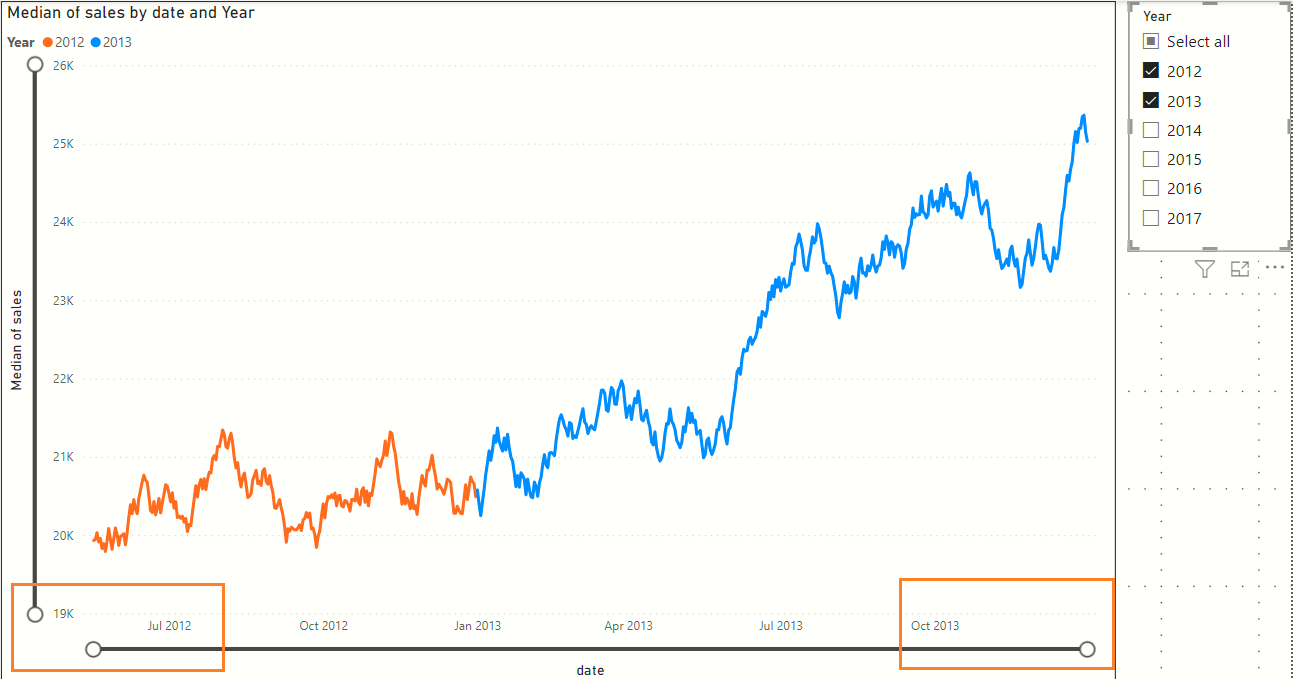 Median of sales by date and Year
Year 2012 2013
26K
25K
24K
23K
22K
21K
20K
19K
Median of sales
Jul 2012 Oct 2012 Jan 2013 Apr 2013 Jul 2013 Oct 2013
date
Year
Select all
2012
2013
2014
2015
2016
2017